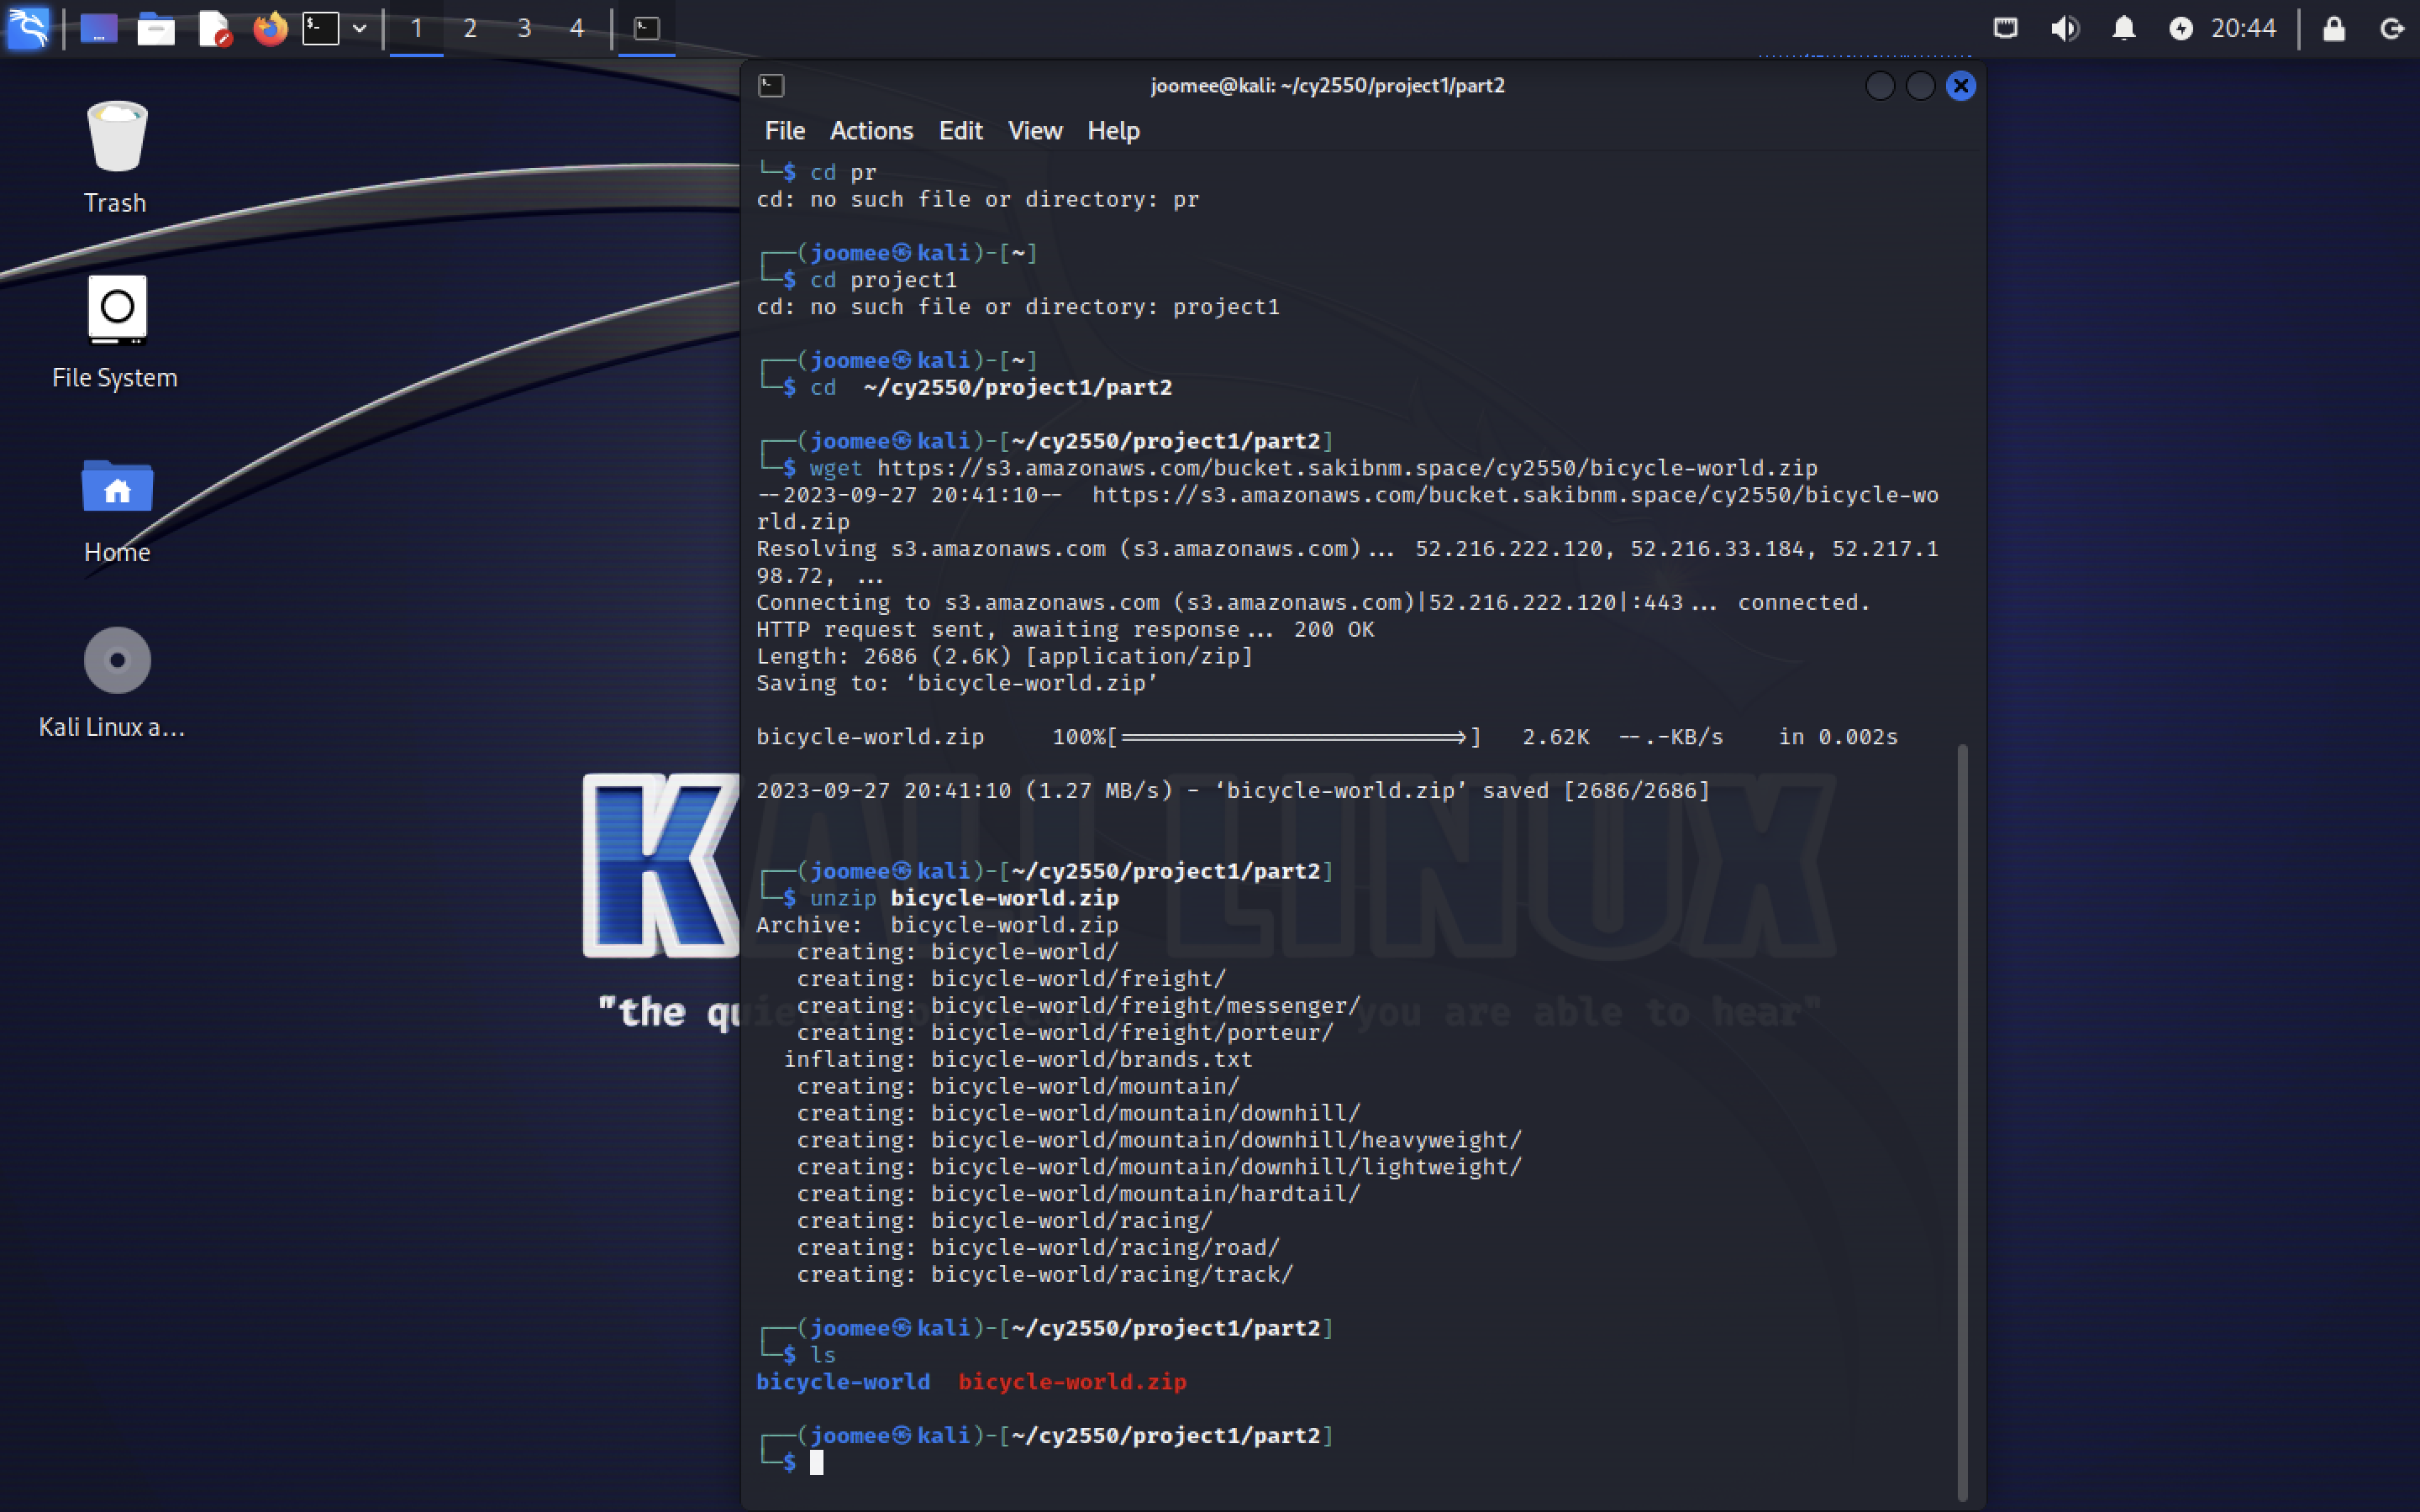 1 2 3 4
20:44
Trash
File System
Home
Kali Linux a...
K
"the qu
you are able to hear"
joomee@kali: ~/cy2550/project1/part2
File Actions Edit View Help
└─$ cd pr
cd: no such file or directory: pr
┌──(joomee㉿kali)-[~]
└─$ cd project1
cd: no such file or directory: project1
┌──(joomee㉿kali)-[~]
└─$ cd  ~/cy2550/project1/part2
┌──(joomee㉿kali)-[~/cy2550/project1/part2]
└─$ wget https://s3.amazonaws.com/bucket.sakibnm.space/cy2550/bicycle-world.zip
--2023-09-27 20:41:10--  https://s3.amazonaws.com/bucket.sakibnm.space/cy2550/bicycle-wo
rld.zip
Resolving s3.amazonaws.com (s3.amazonaws.com)... 52.216.222.120, 52.216.33.184, 52.217.1
98.72, ...
Connecting to s3.amazonaws.com (s3.amazonaws.com)|52.216.222.120|:443... connected.
HTTP request sent, awaiting response... 200 OK
Length: 2686 (2.6K) [application/zip]
Saving to: ‘bicycle-world.zip’
bicycle-world.zip     100%[=========================>]   2.62K  --.-KB/s    in 0.002s
2023-09-27 20:41:10 (1.27 MB/s) - ‘bicycle-world.zip’ saved [2686/2686]
┌──(joomee㉿kali)-[~/cy2550/project1/part2]
└─$ unzip bicycle-world.zip
Archive:  bicycle-world.zip
   creating: bicycle-world/
   creating: bicycle-world/freight/
   creating: bicycle-world/freight/messenger/
   creating: bicycle-world/freight/porteur/
  inflating: bicycle-world/brands.txt
   creating: bicycle-world/mountain/
   creating: bicycle-world/mountain/downhill/
   creating: bicycle-world/mountain/downhill/heavyweight/
   creating: bicycle-world/mountain/downhill/lightweight/
   creating: bicycle-world/mountain/hardtail/
   creating: bicycle-world/racing/
   creating: bicycle-world/racing/road/
   creating: bicycle-world/racing/track/
┌──(joomee㉿kali)-[~/cy2550/project1/part2]
└─$ ls
bicycle-world  bicycle-world.zip
┌──(joomee㉿kali)-[~/cy2550/project1/part2]
└─$